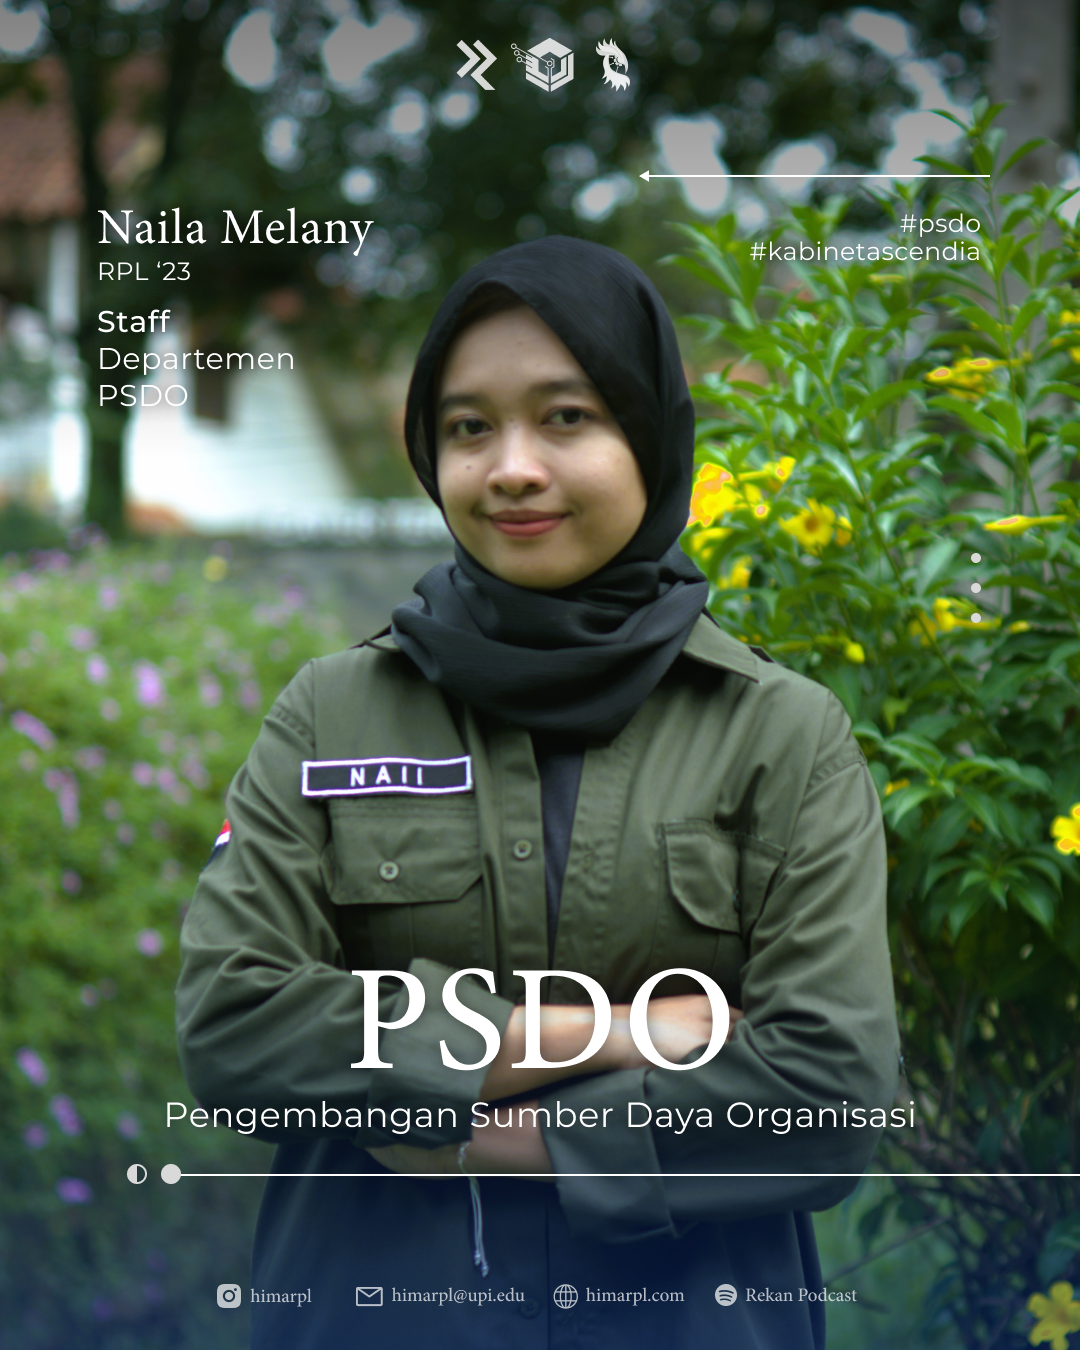 Naila Melany
RPL ‘23
Staff
Departemen
PSDO
#psdo
#kabinetascendia
NAII
PSDO
Pengembangan Sumber Daya Organisasi
himarpl
himarpl@upi.edu
himarpl.com
Rekan Podcast